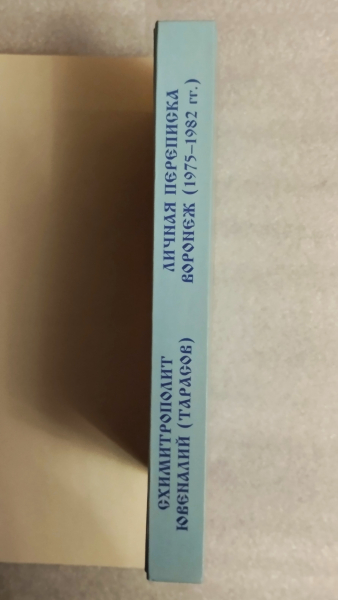 СХИМИТРОПОЛИТ
ЮВЕНАЛИЙ (ТАРАСОВ)
ЛИЧНАЯ ПЕРЕПИСКА
ВОРОНЕЖ (1975–1982 гг.)